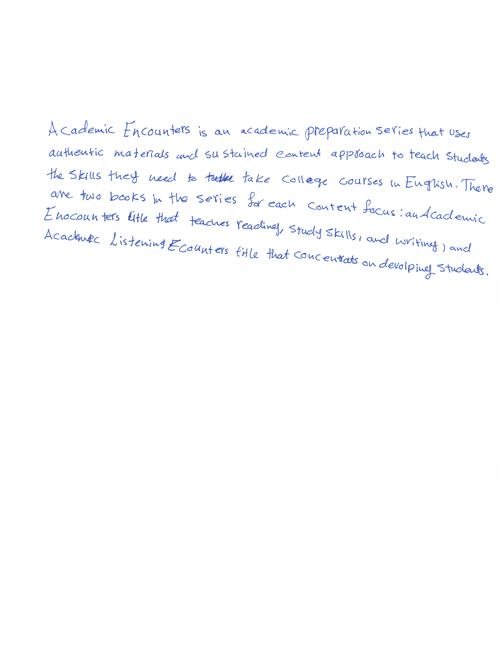 Academic Encounters is an academic preparation series that uses
authentic materials and sustained content approach to teach students
the skills they need to take college courses in English. There
are two books in the series for each content focus: an Academic
Enocounters title that teaches reading, study skills, and writing, and
Academic Listening Ecounters title that concentrats on devolping students.